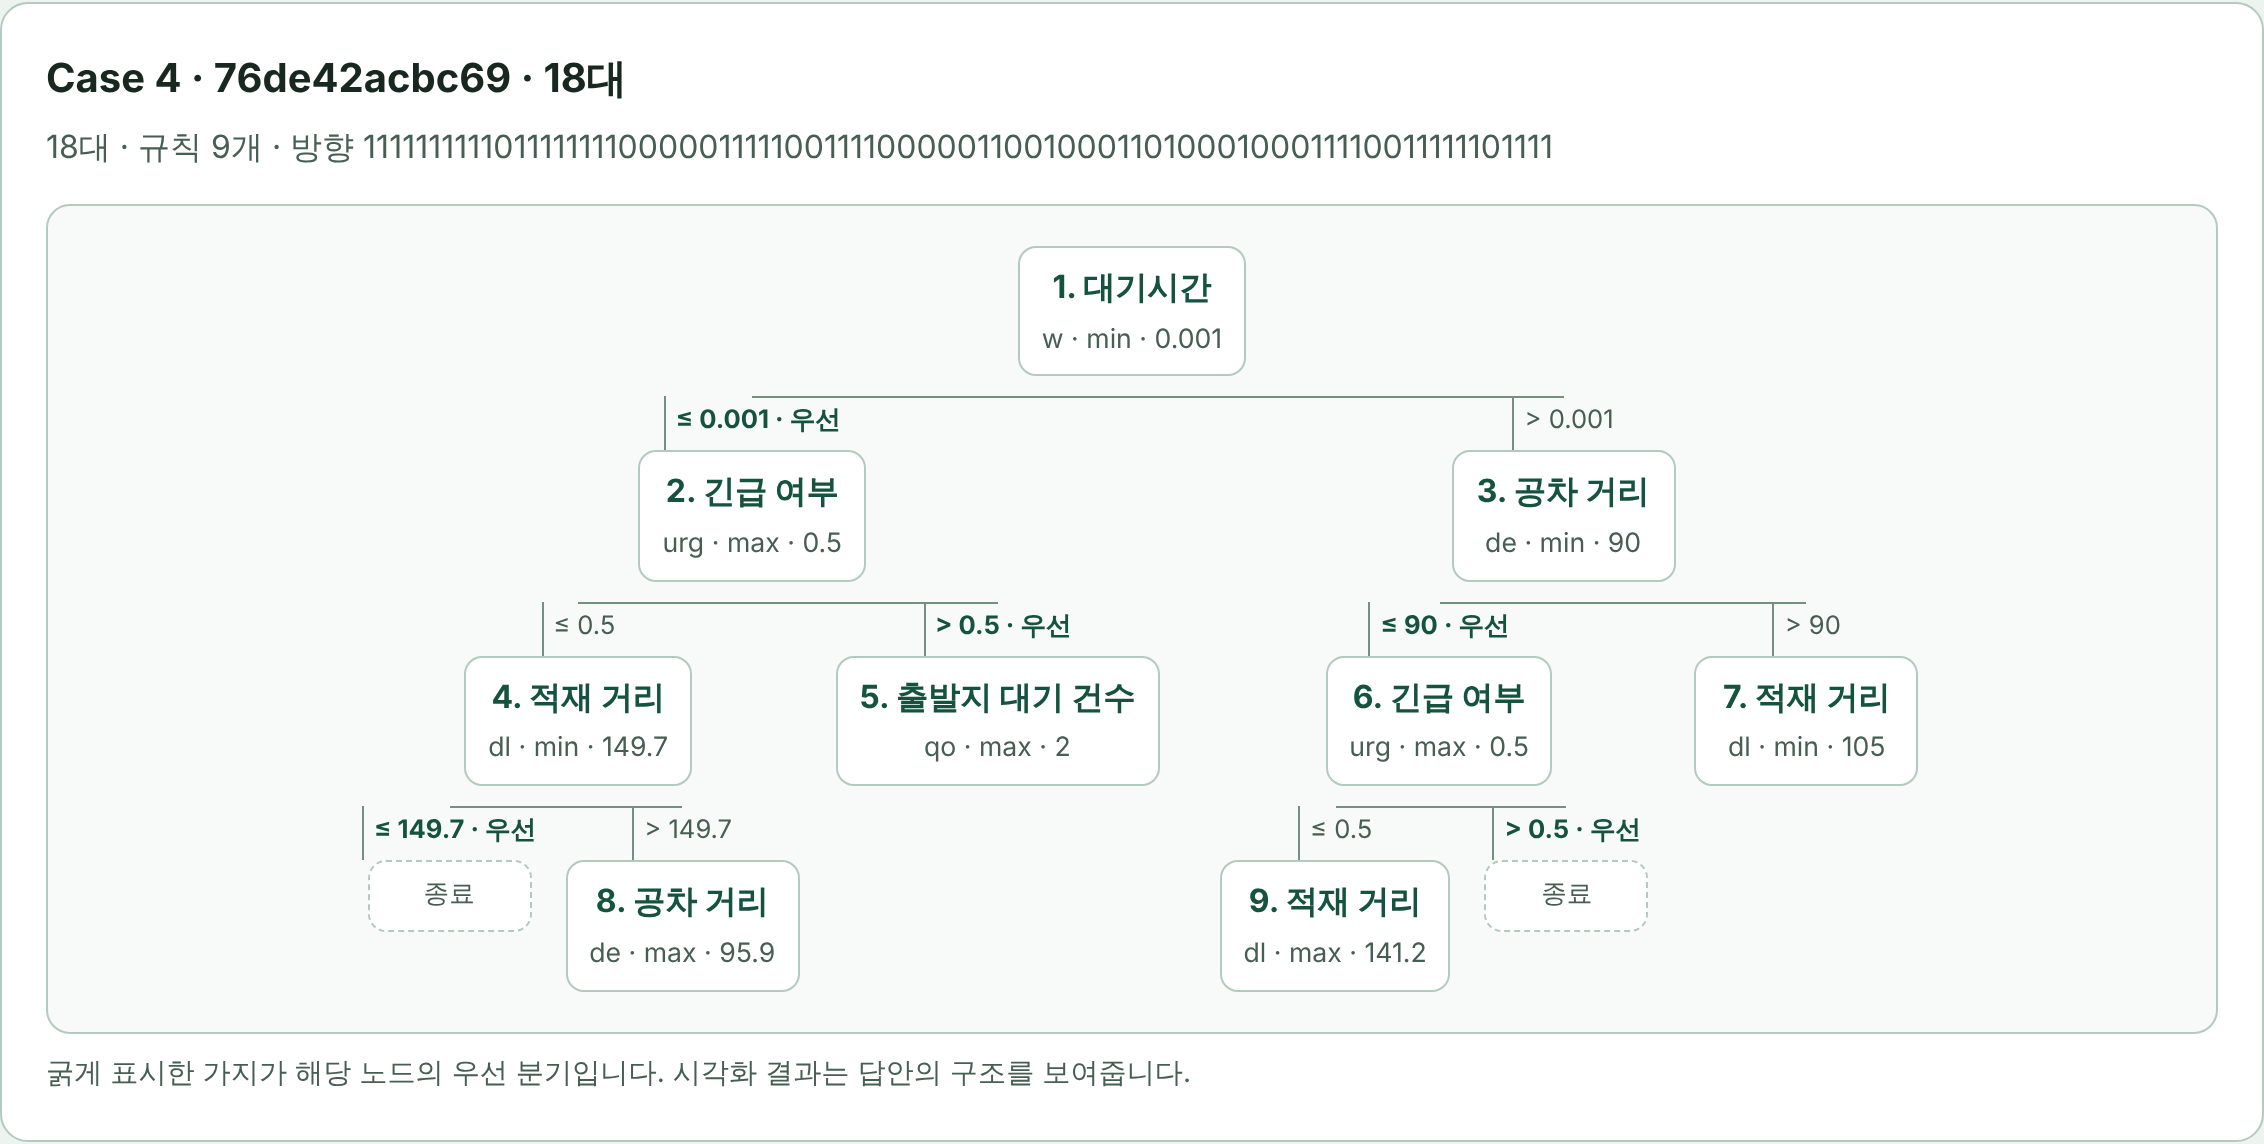 Case 4 · 76de42acbc69 · 18대
18대 · 규칙 9개 · 방향 1111111111101111111110000011111001111000000110010001101000100011110011111101111
1. 대기시간
w · min · 0.001
≤ 0.001 · 우선
> 0.001
2. 긴급 여부
urg · max · 0.5
3. 공차 거리
de · min · 90
≤ 0.5
> 0.5 · 우선
≤ 90 · 우선
> 90
4. 적재 거리
dl · min · 149.7
5. 출발지 대기 건수
qo · max · 2
6. 긴급 여부
urg · max · 0.5
7. 적재 거리
dl · min · 105
≤ 149.7 · 우선
> 149.7
≤ 0.5
> 0.5 · 우선
종료
8. 공차 거리
de · max · 95.9
9. 적재 거리
dl · max · 141.2
종료
굵게 표시한 가지가 해당 노드의 우선 분기입니다. 시각화 결과는 답안의 구조를 보여줍니다.